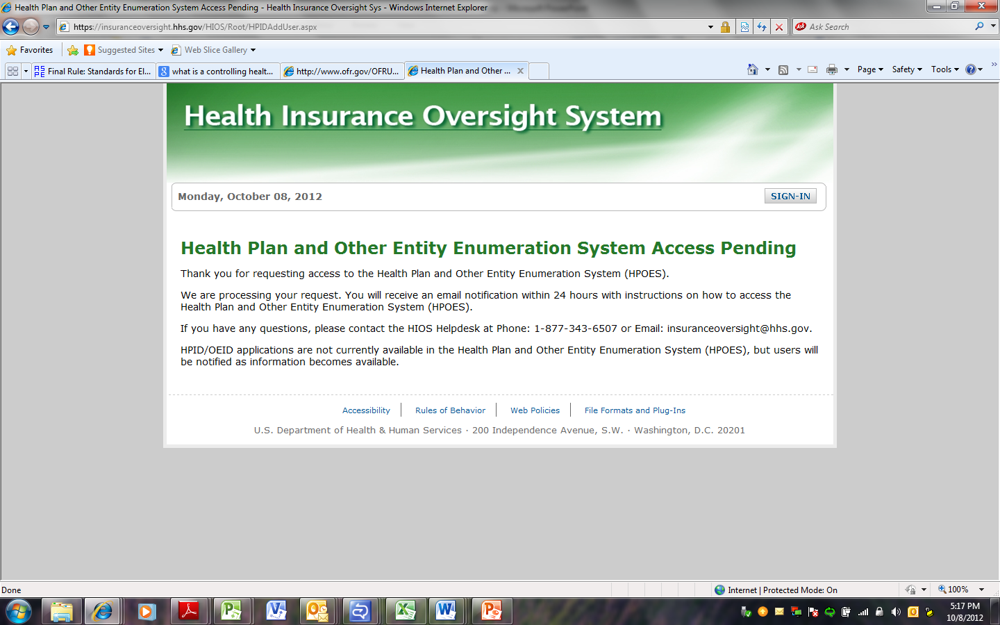 Health Plan and Other Entity Enumeration System Access Pending - Health Insurance Oversight Sys - Windows Internet Explorer
https://insuranceoversight.hhs.gov/HIOS/Root/HPIDAddUser.aspx
Ask Search
Favorites
Suggested Sites
Web Slice Gallery
Final Rule: Standards for El...
what is a controlling healt...
http://www.ofr.gov/OFRU...
Health Plan and Other ...
Page
Safety
Tools
Health Insurance Oversight System
Monday, October 08, 2012
SIGN-IN
Health Plan and Other Entity Enumeration System Access Pending
Thank you for requesting access to the Health Plan and Other Entity Enumeration System (HPOES).
We are processing your request. You will receive an email notification within 24 hours with instructions on how to access the
Health Plan and Other Entity Enumeration System (HPOES).
If you have any questions, please contact the HIOS Helpdesk at Phone: 1-877-343-6507 or Email: insuranceoversight@hhs.gov.
HPID/OEID applications are not currently available in the Health Plan and Other Entity Enumeration System (HPOES), but users will
be notified as information becomes available.
Accessibility
Rules of Behavior
Web Policies
File Formats and Plug-Ins
U.S. Department of Health & Human Services · 200 Independence Avenue, S.W. · Washington, D.C. 20201
Done
Internet | Protected Mode: On
100%
5:17 PM
10/8/2012